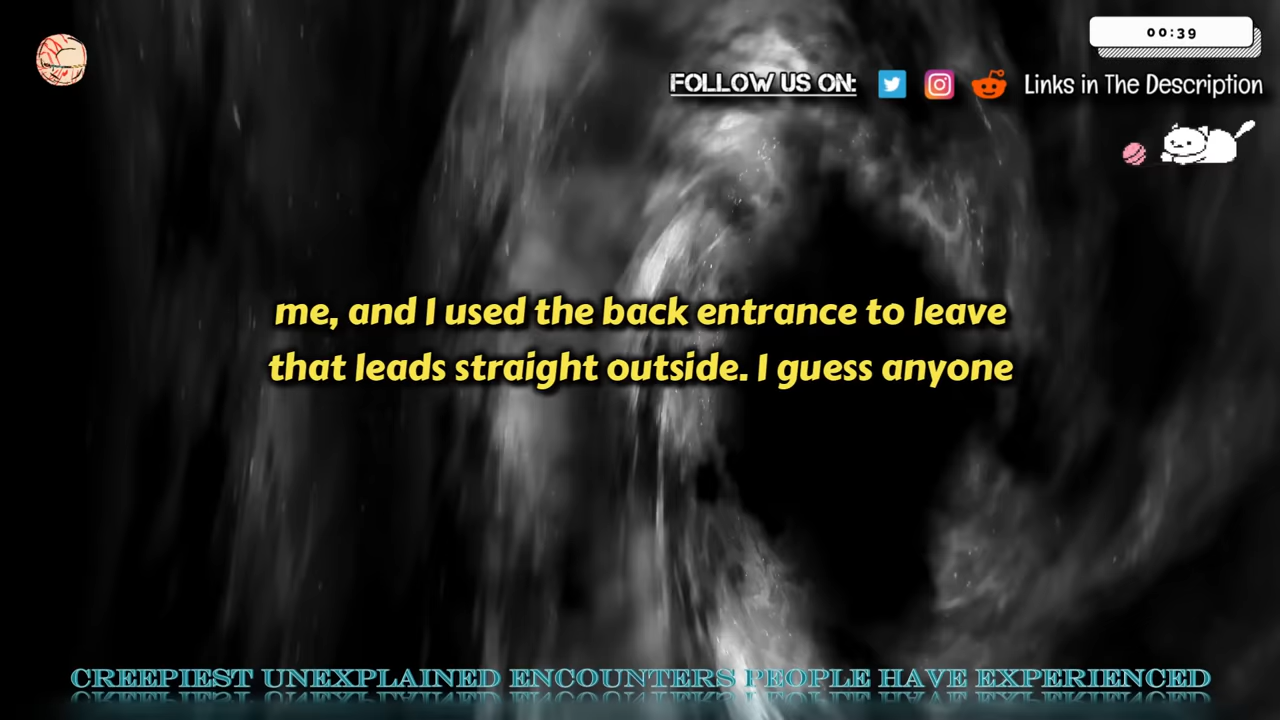 00:39
FOLLOW US ON: Links in The Description
me, and I used the back entrance to leave
that leads straight outside. I guess anyone
CREEPIEST UNEXPLAINED ENCOUNTERS PEOPLE HAVE EXPERIENCED